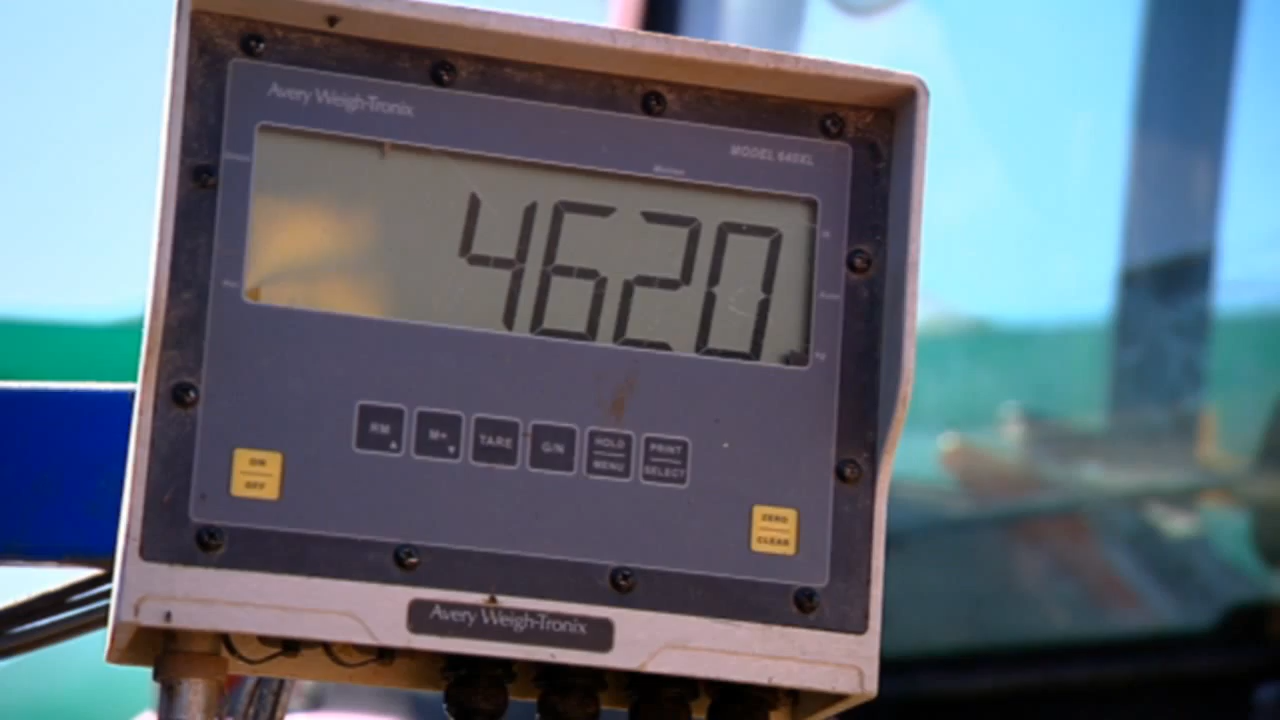 Avery Weigh-Tronix
MODEL 640XL
4620
kg
RM
M+
TARE
G/N
HOLD
MENU
PRINT
SELECT
ON
OFF
ZERO
CLEAR
Avery Weigh-Tronix